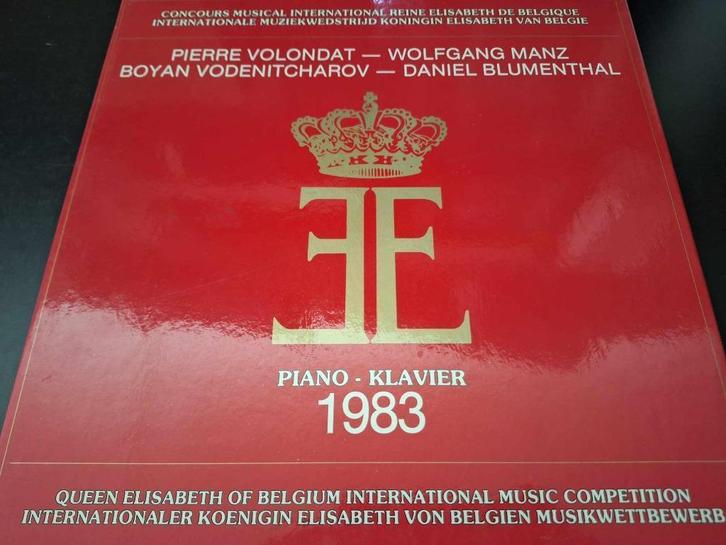 CONCOURS MUSICAL INTERNATIONAL REINE ELISABETH DE BELGIQUE
INTERNATIONALE MUZIEKWEDSTRIJD KONINGIN ELISABETH VAN BELGIE
PIERRE VOLONDAT — WOLFGANG MANZ
BOYAN VODENITCHAROV — DANIEL BLUMENTHAL
EE
PIANO - KLAVIER
1983
QUEEN ELISABETH OF BELGIUM INTERNATIONAL MUSIC COMPETITION
INTERNATIONALER KOENIGIN ELISABETH VON BELGIEN MUSIKWETTBEWERB